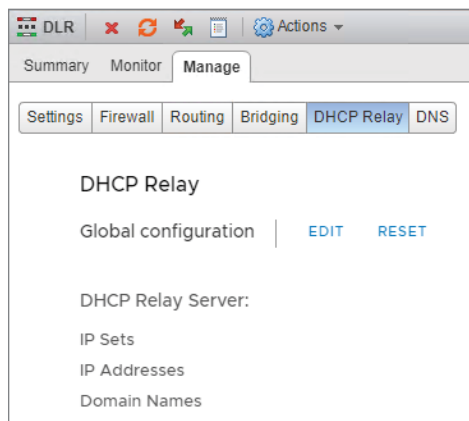 DLR Actions
Summary Monitor Manage
Settings Firewall Routing Bridging DHCP Relay DNS
DHCP Relay
Global configuration EDIT RESET
DHCP Relay Server:
IP Sets
IP Addresses
Domain Names